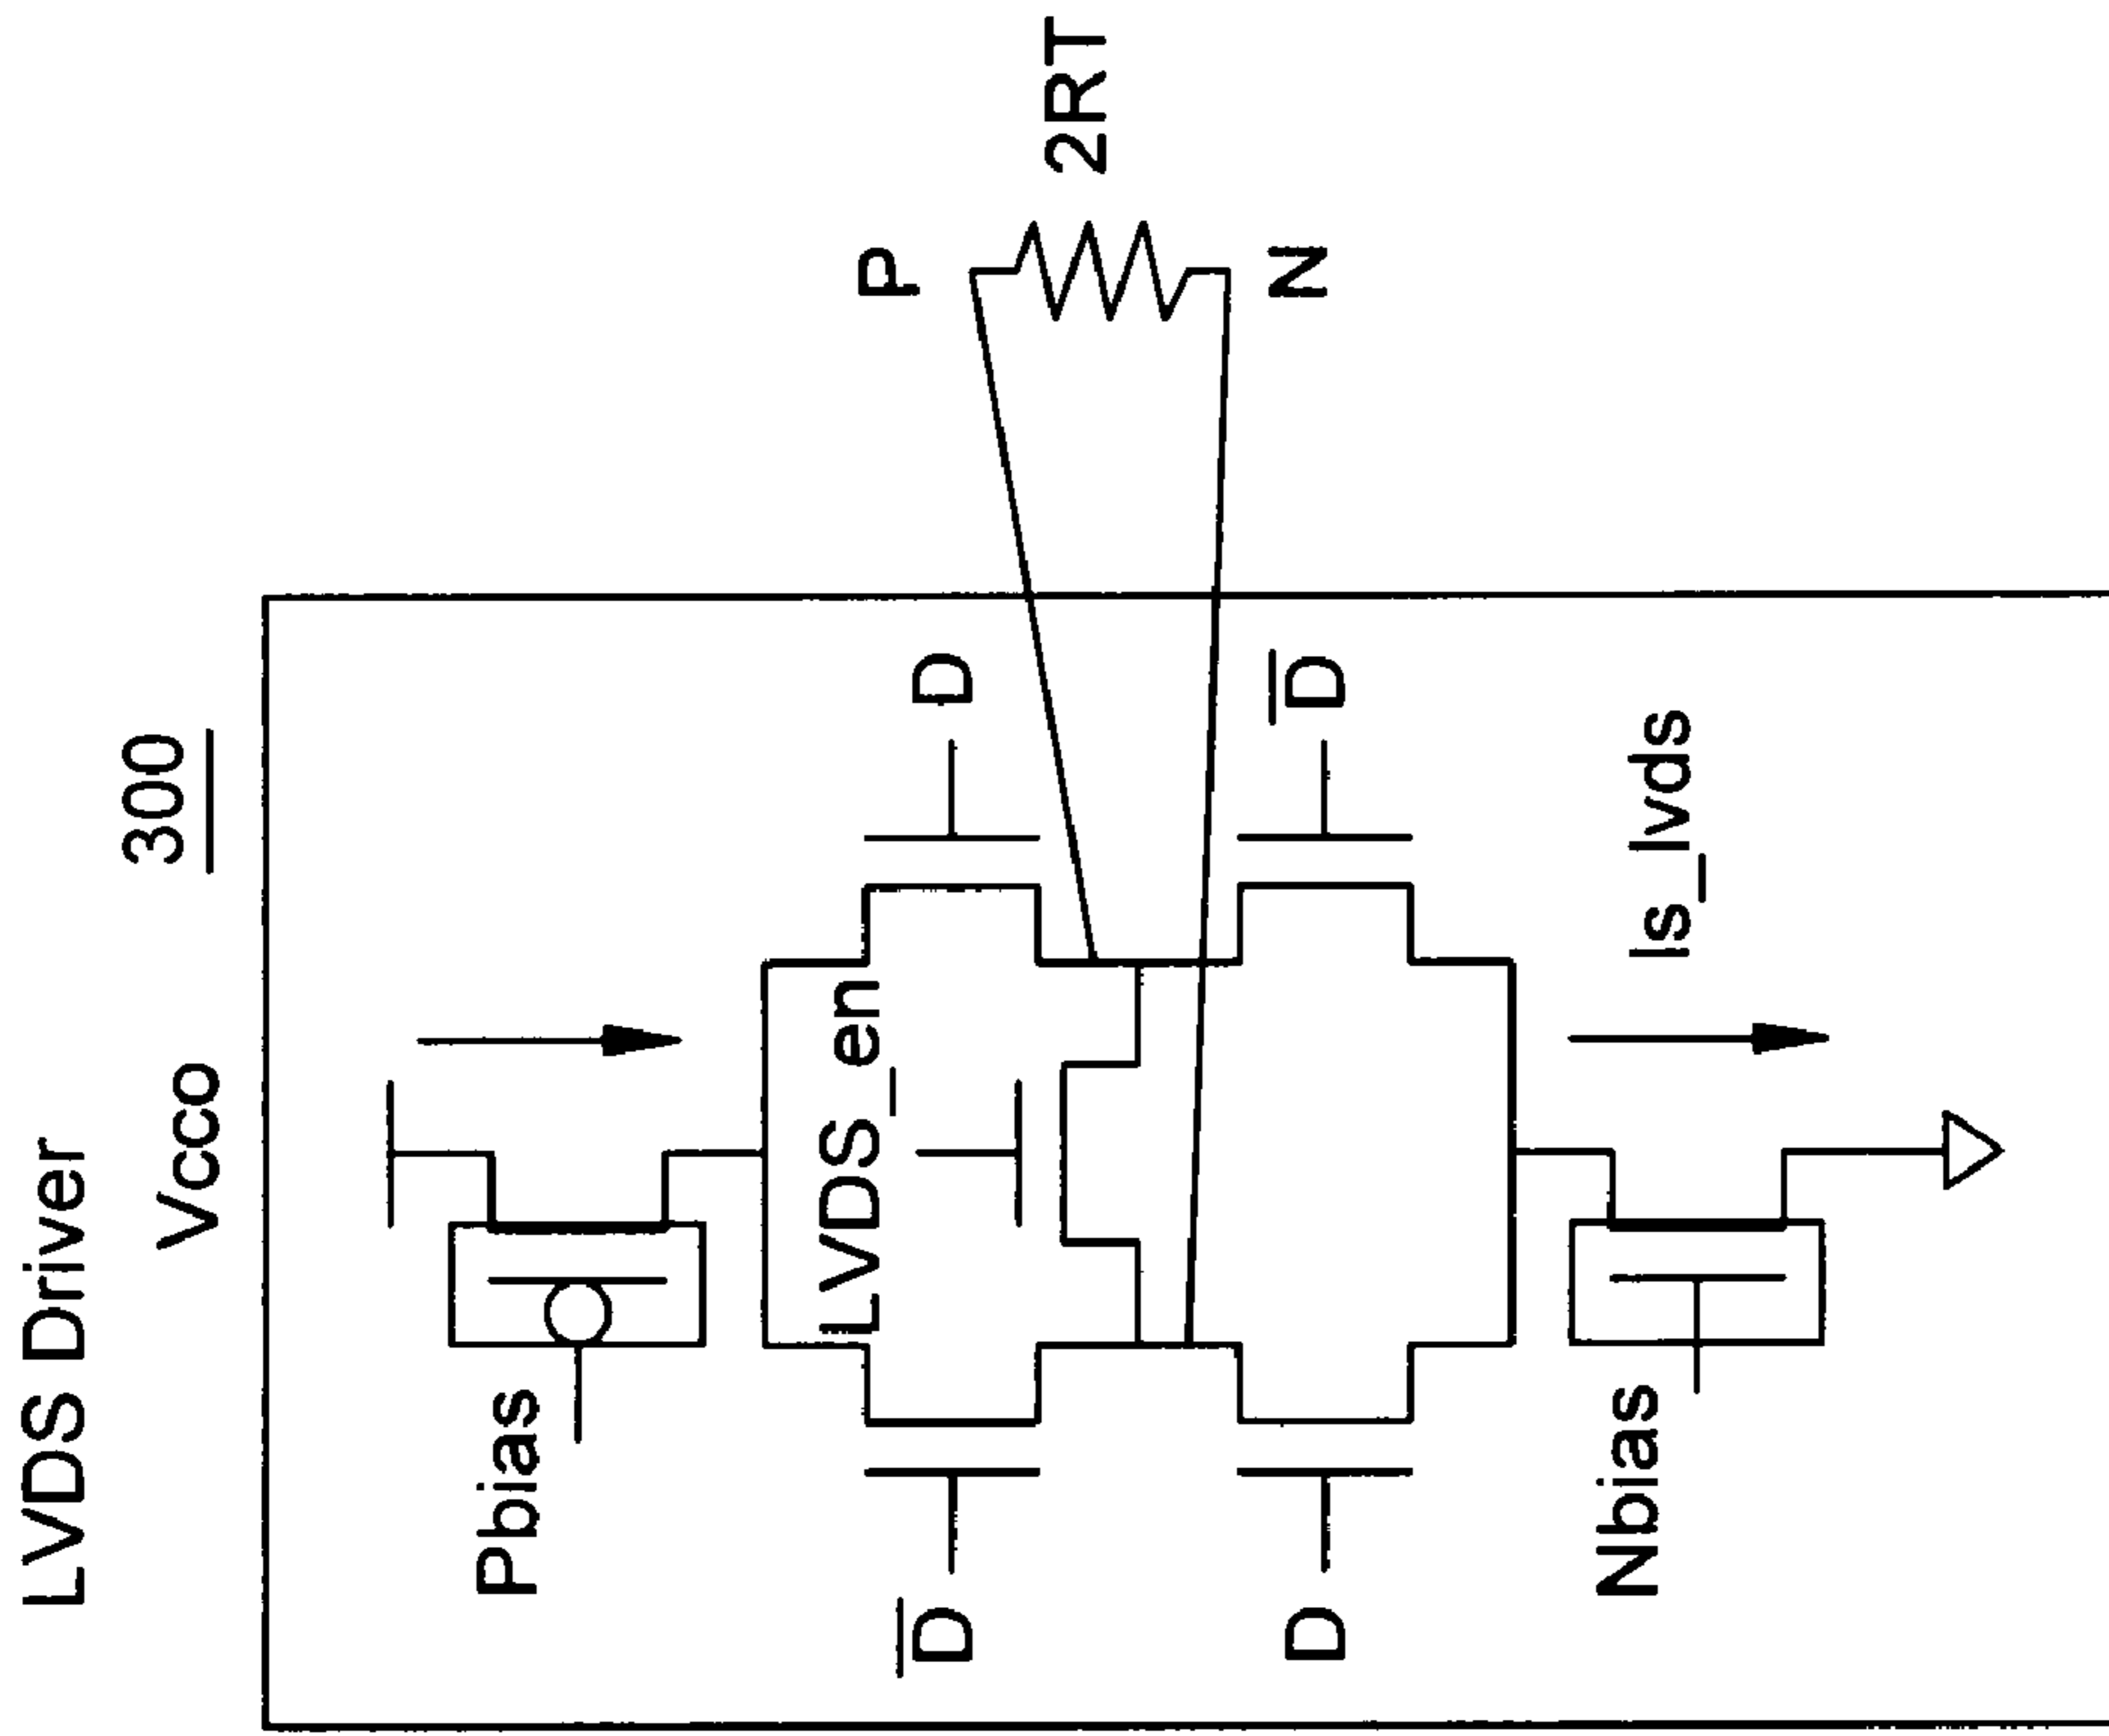 LVDS Driver
300
Vcco
Pbias
LVDS_en
P
D̅
D
2RT
N
D
D̅
Nbias
Is_lvds